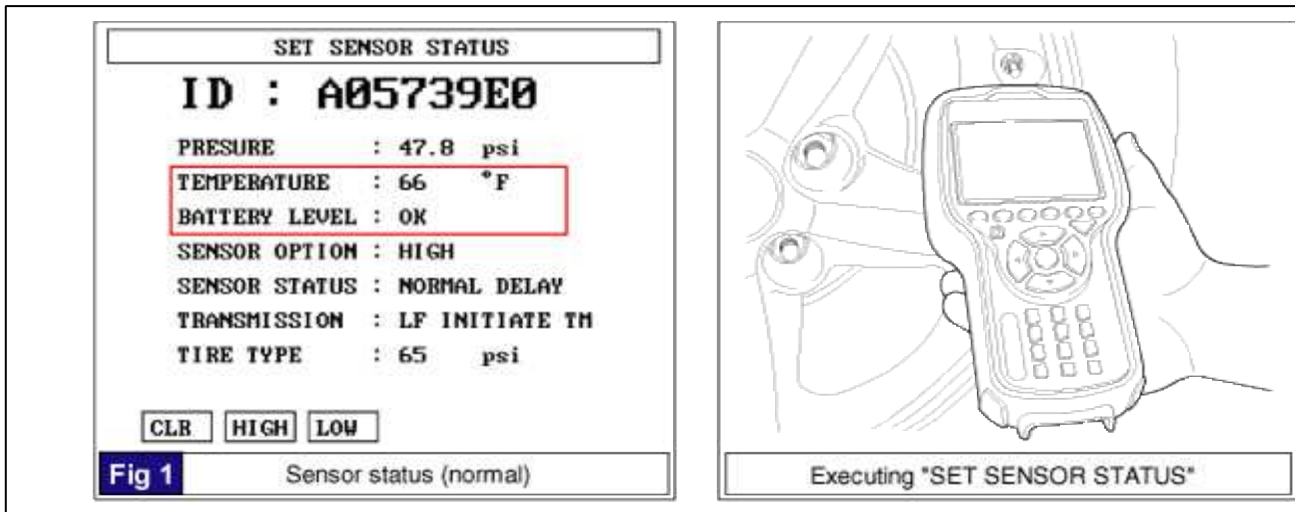 SET SENSOR STATUS
ID : A05739E0
PRESURE : 47.8 psi
TEMPERATURE : 66 °F
BATTERY LEVEL : OK
SENSOR OPTION : HIGH
SENSOR STATUS : NORMAL DELAY
TRANSMISSION : LF INITIATE TM
TIRE TYPE : 65 psi
CLR HIGH LOW
Fig 1 Sensor status (normal)
Executing "SET SENSOR STATUS"